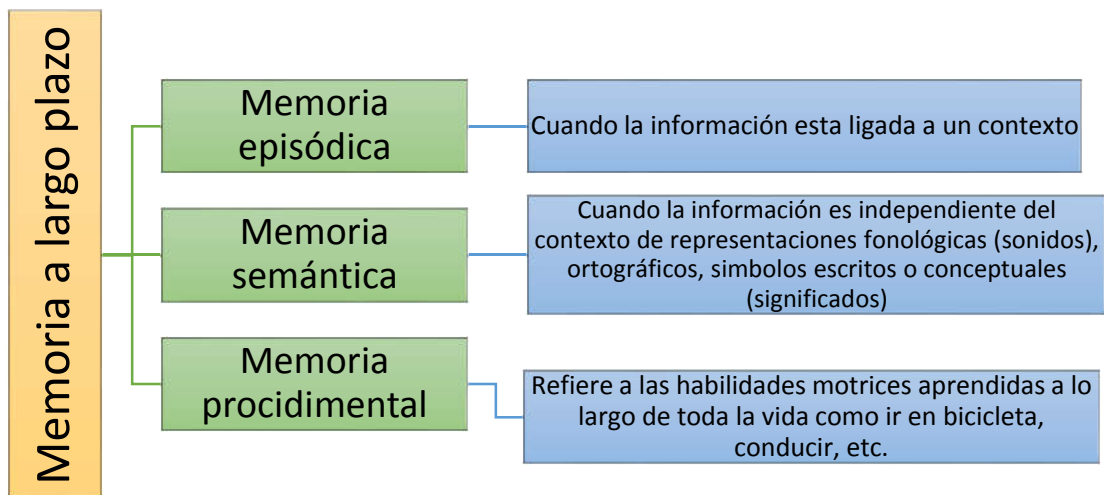 Memoria a largo plazo
Memoria
episódica
Cuando la información esta ligada a un contexto
Memoria
semántica
Cuando la información es independiente del
contexto de representaciones fonológicas (sonidos),
ortográficos, simbolos escritos o conceptuales
(significados)
Memoria
procidimental
Refiere a las habilidades motrices aprendidas a lo
largo de toda la vida como ir en bicicleta,
conducir, etc.